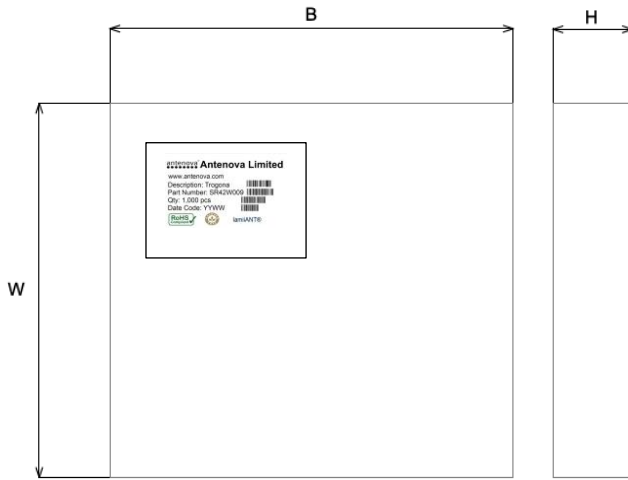 B
H
W
antenova Antenova Limited
www.antenova.com
Description: Trogona
Part Number: SR42W009
Qty: 1,000 pcs
Date Code: YYWW
RoHS
lamiANT®